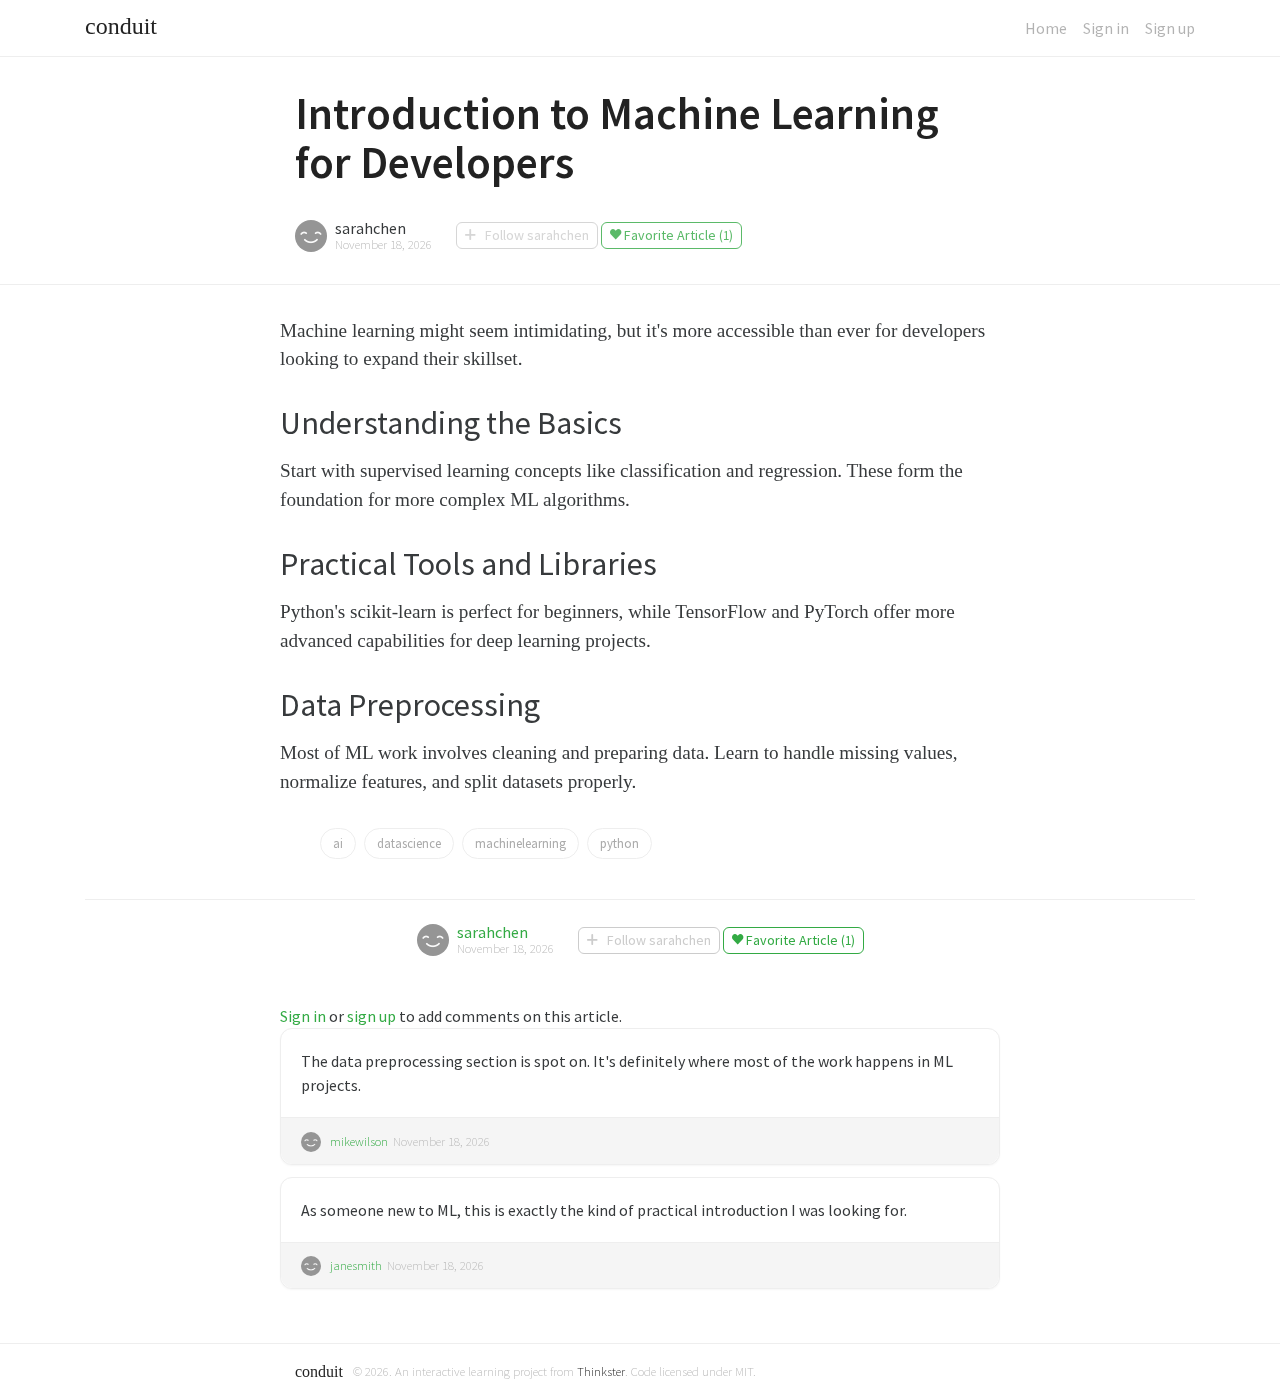 conduit
Home Sign in Sign up
Introduction to Machine Learning
for Developers
sarahchen
November 18, 2026
Follow sarahchen
Favorite Article (1)
Machine learning might seem intimidating, but it's more accessible than ever for developers
looking to expand their skillset.
Understanding the Basics
Start with supervised learning concepts like classification and regression. These form the
foundation for more complex ML algorithms.
Practical Tools and Libraries
Python's scikit-learn is perfect for beginners, while TensorFlow and PyTorch offer more
advanced capabilities for deep learning projects.
Data Preprocessing
Most of ML work involves cleaning and preparing data. Learn to handle missing values,
normalize features, and split datasets properly.
ai datascience machinelearning python
sarahchen
November 18, 2026
Follow sarahchen
Favorite Article (1)
Sign in or sign up to add comments on this article.
The data preprocessing section is spot on. It's definitely where most of the work happens in ML
projects.
mikewilson November 18, 2026
As someone new to ML, this is exactly the kind of practical introduction I was looking for.
janesmith November 18, 2026
conduit © 2026. An interactive learning project from Thinkster. Code licensed under MIT.